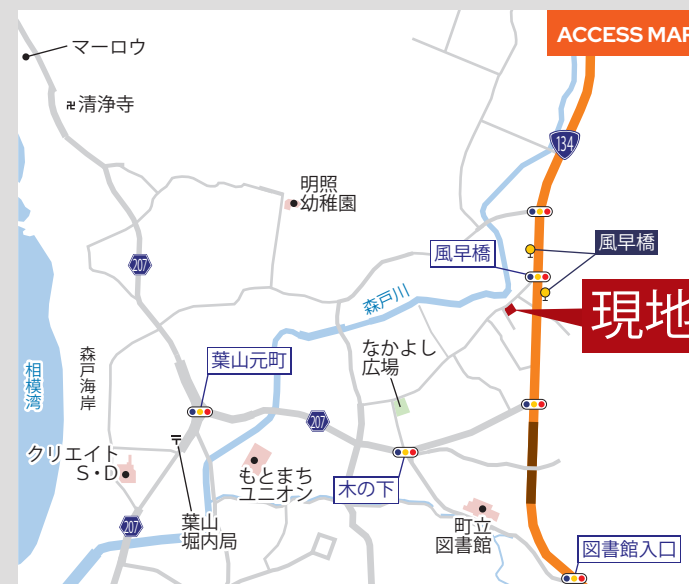 ACCESS MAP
マーロウ
卍清浄寺
134
明照
幼稚園
風早橋
風早橋
207
森戸川
現地
なかよし
広場
葉山元町
森戸海岸
相模湾
207
クリエイト
S・D
〒
もとまち
ユニオン
木の下
207
葉山
堀内局
町立
図書館
図書館入口